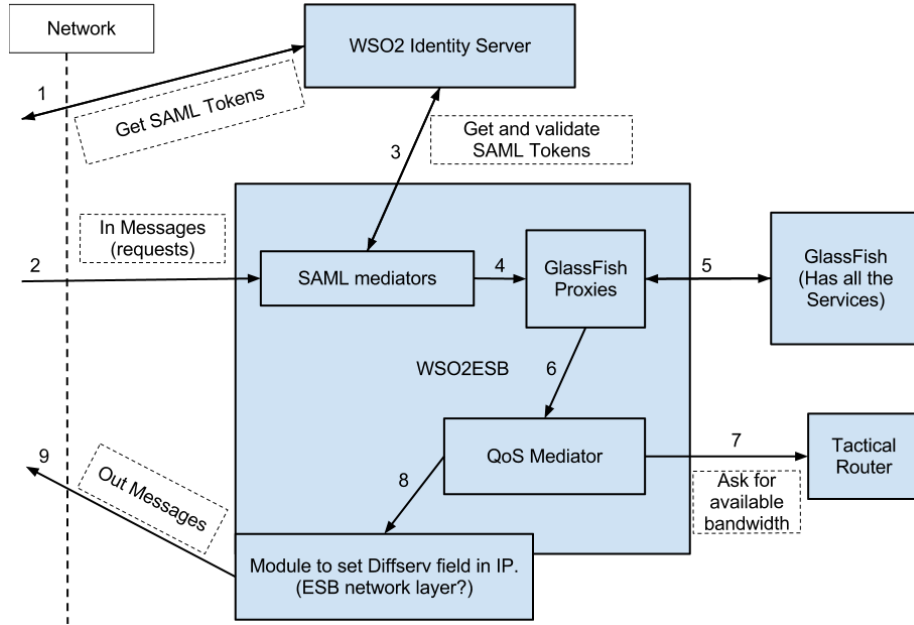 Network
WSO2 Identity Server
1
Get SAML Tokens
3
Get and validate
SAML Tokens
In Messages
(requests)
2
SAML mediators
4
GlassFish
Proxies
5
GlassFish
(Has all the
Services)
WSO2ESB
6
9
Out Messages
8
QoS Mediator
7
Ask for
available
bandwidth
Tactical
Router
Module to set Diffserv field in IP.
(ESB network layer?)